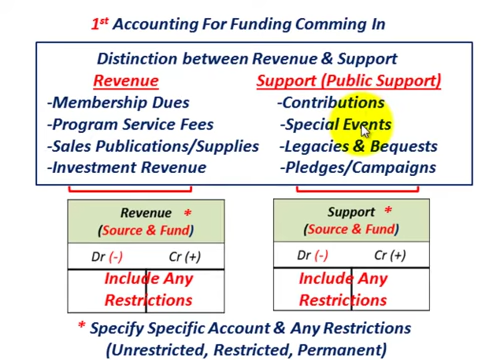 1st Accounting For Funding Comming In
Distinction between Revenue & Support
Revenue Support (Public Support)
-Membership Dues -Contributions
-Program Service Fees -Special Events
-Sales Publications/Supplies -Legacies & Bequests
-Investment Revenue -Pledges/Campaigns
Revenue * Support *
(Source & Fund) (Source & Fund)
Dr (-) Cr (+) Dr (-) Cr (+)
Include Any Include Any
Restrictions Restrictions
* Specify Specific Account & Any Restrictions
(Unrestricted, Restricted, Permanent)